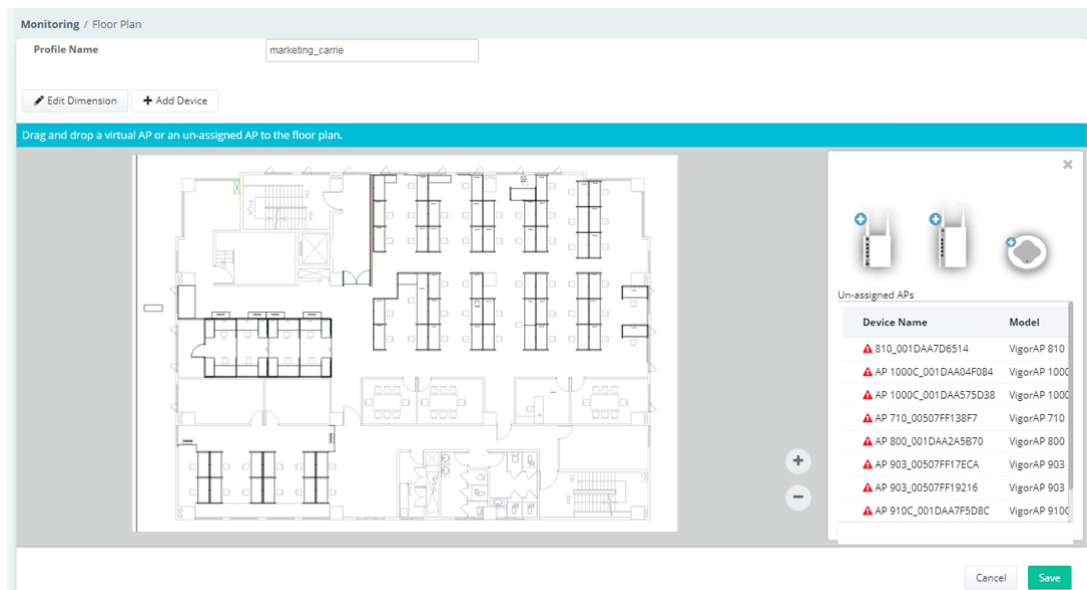 Monitoring / Floor Plan
Profile Name marketing_carrie
Edit Dimension Add Device
Drag and drop a virtual AP or an un-assigned AP to the floor plan.
Un-assigned APs
Device Name Model
810_001DAA7D6514 VigorAP 810
AP 1000C_001DAA04F084 VigorAP 1000
AP 1000C_001DAA575D38 VigorAP 1000
AP 710_00507FF138F7 VigorAP 710
AP 800_001DAA2A5B70 VigorAP 800
AP 903_00507FF17ECA VigorAP 903
AP 903_00507FF19216 VigorAP 903
AP 910C_001DAA7F5D8C VigorAP 910C
Cancel Save